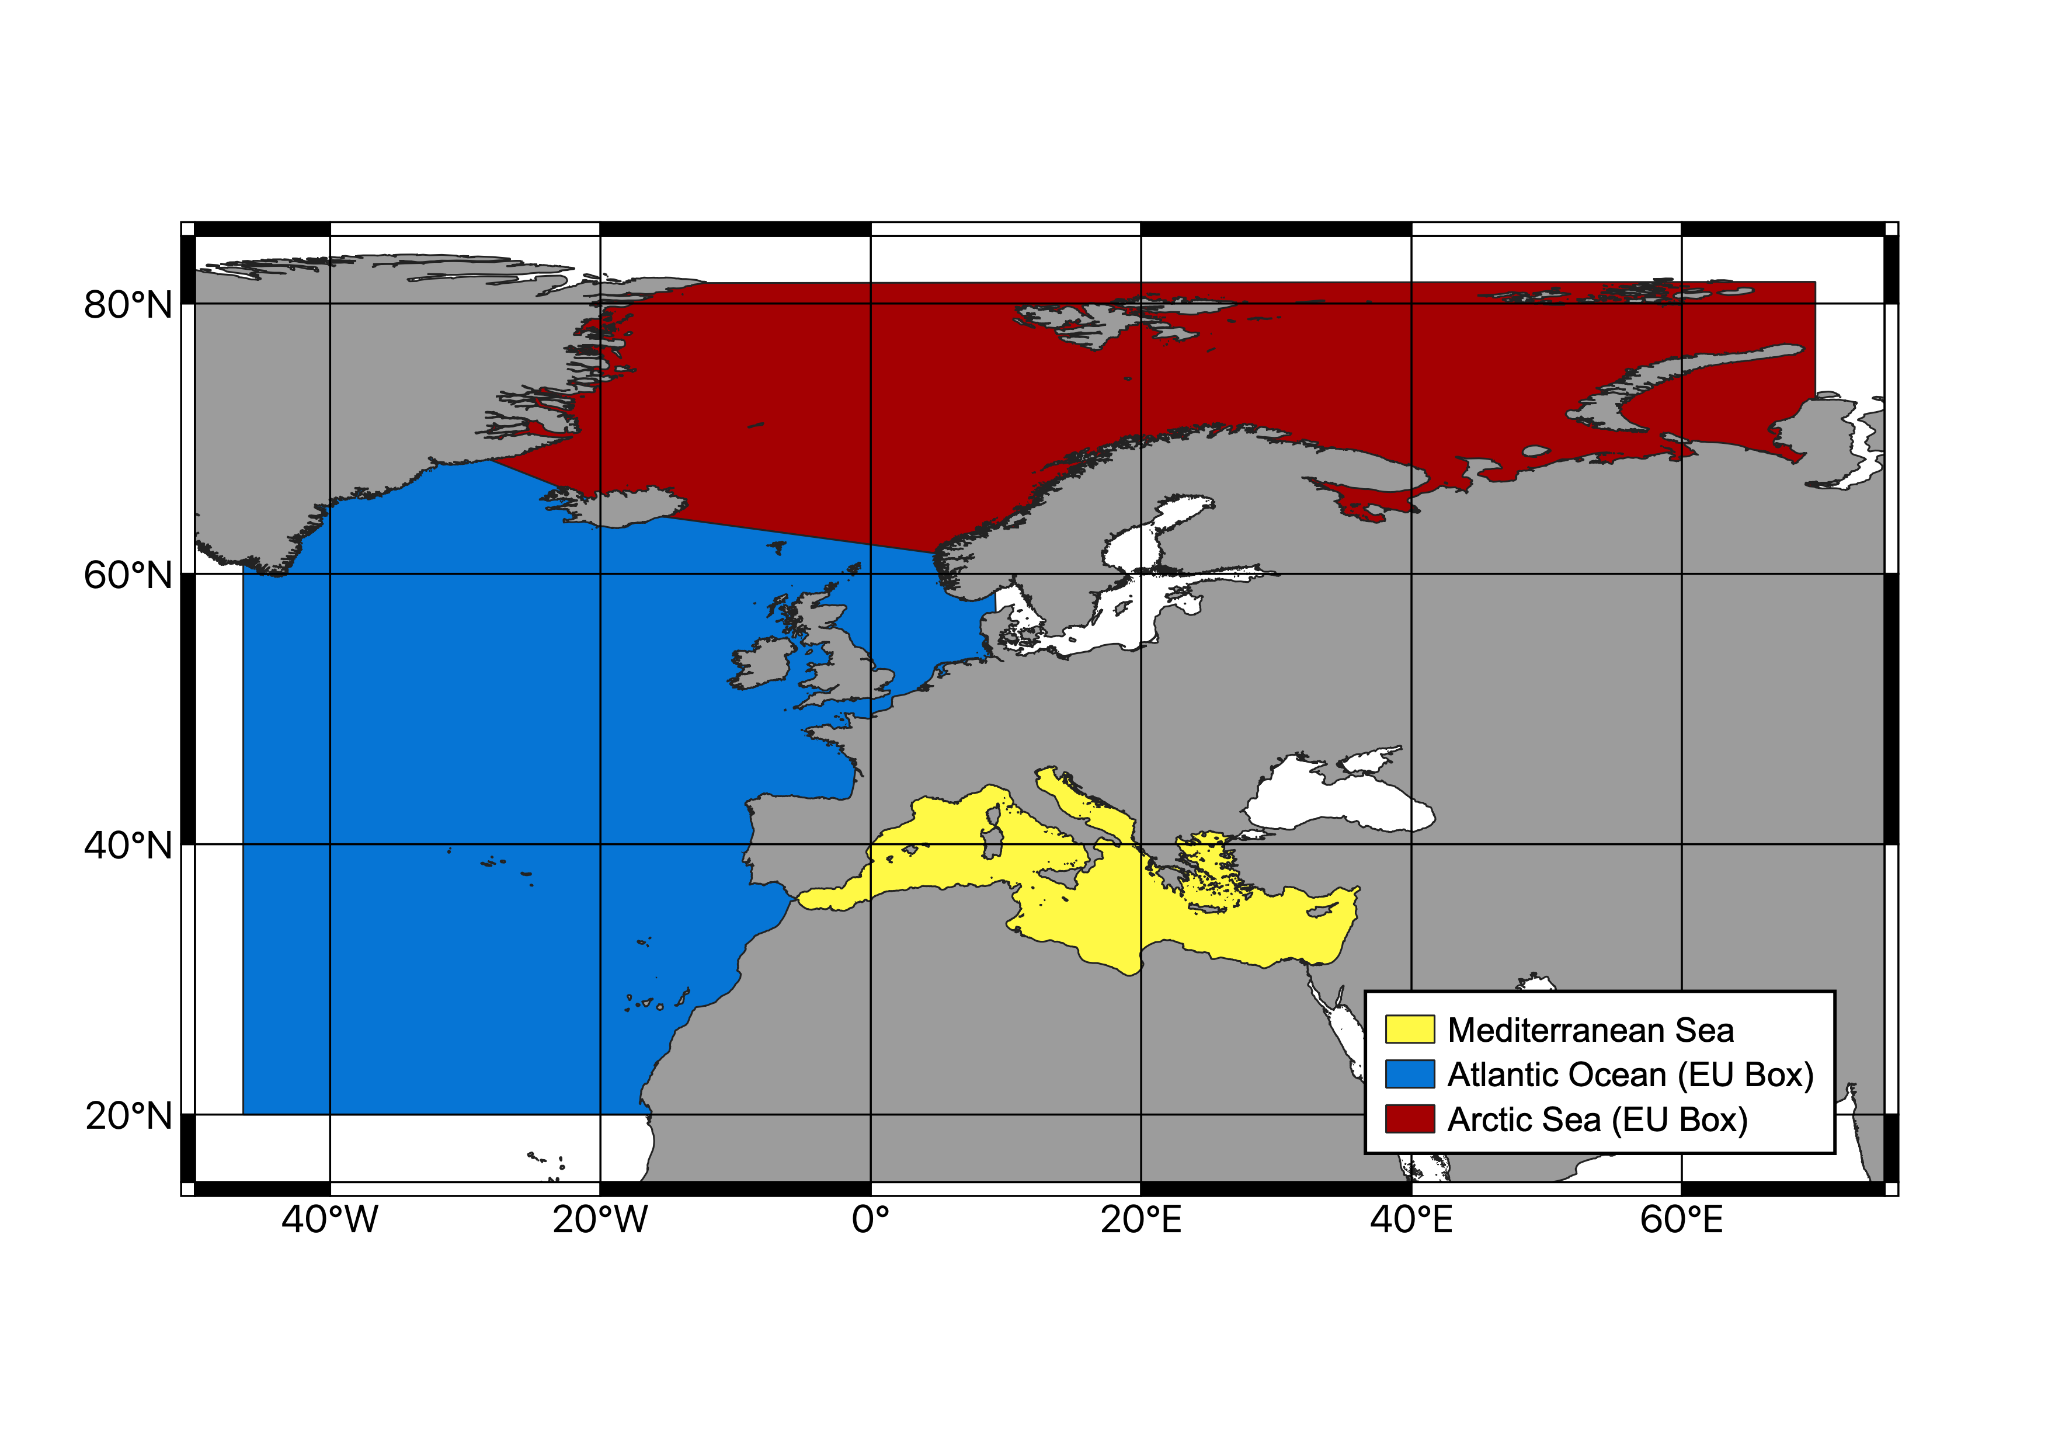 80°N
60°N
40°N
20°N
Mediterranean Sea
Atlantic Ocean (EU Box)
Arctic Sea (EU Box)
40°W 20°W 0° 20°E 40°E 60°E